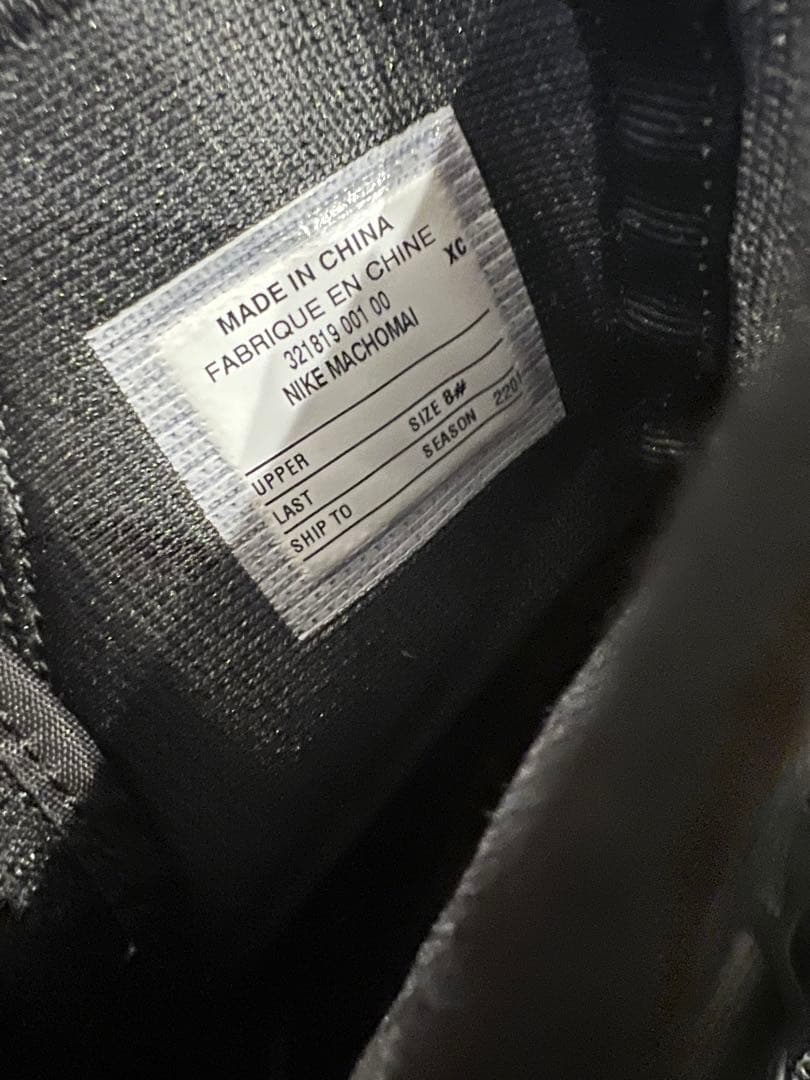 MADE IN CHINA
FABRIQUE EN CHINE
XC
321819 001 00
NIKE MACHOMAI
UPPER SIZE 8#
LAST SEASON 2201
SHIP TO